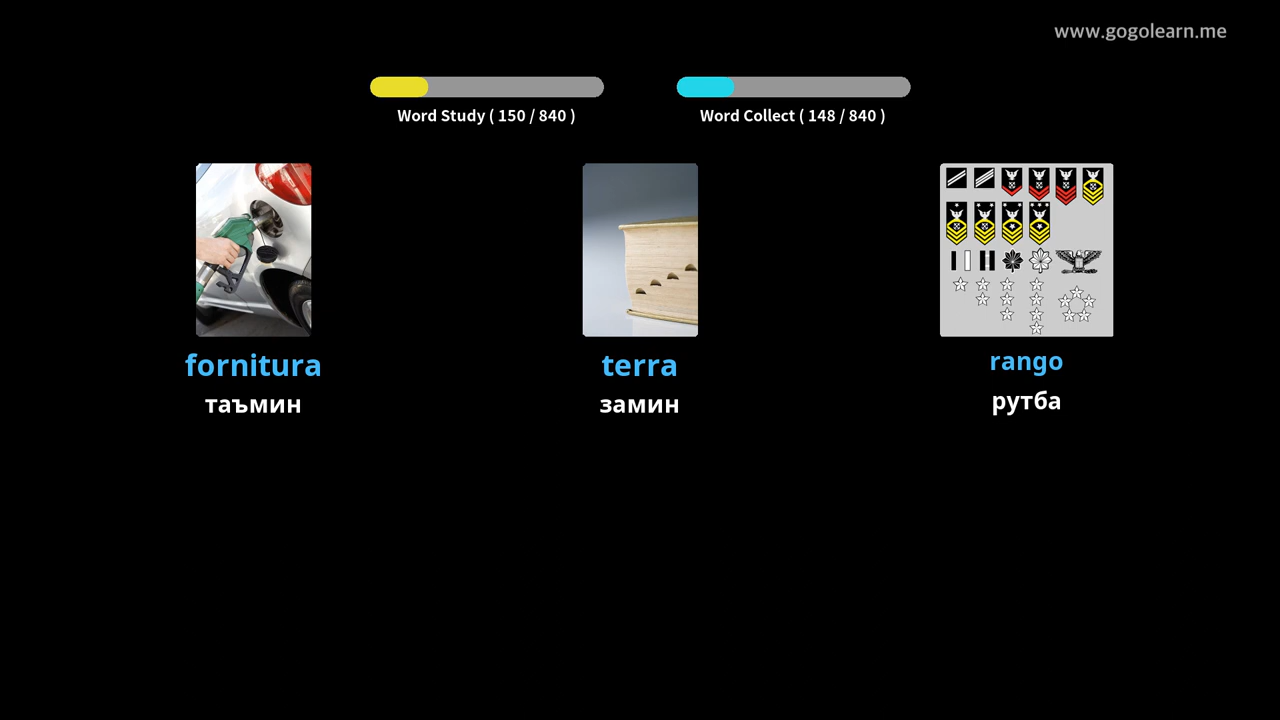 www.gogolearn.me
Word Study ( 150 / 840 )
Word Collect ( 148 / 840 )
fornitura
terra
rango
таъмин
замин
рутба